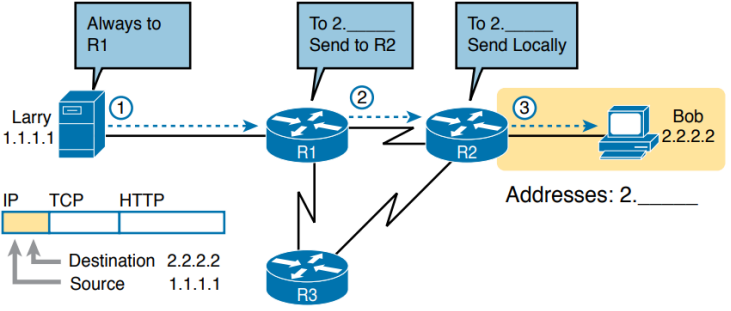 Always to
R1
To 2._____
Send to R2
To 2._____
Send Locally
1
2
3
Larry
1.1.1.1
R1
R2
Bob
2.2.2.2
Addresses: 2._____
IP TCP HTTP
Destination 2.2.2.2
Source 1.1.1.1
R3